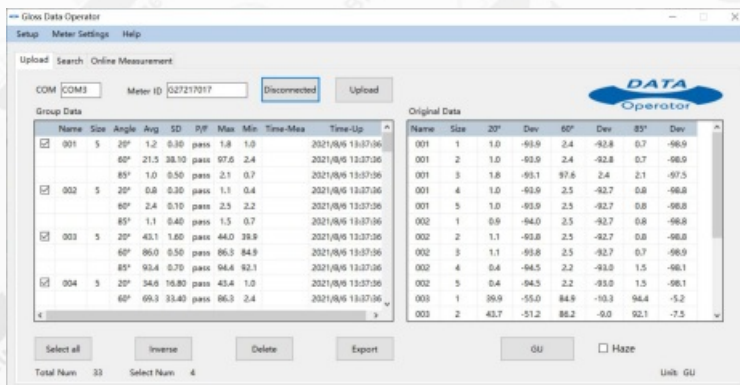 Gloss Data Operator
Setup Meter Settings Help
Upload Search Online Measurement
COM COM3 Meter ID G27217017 Disconnected Upload
DATA
Operator
Group Data
Name Size Angle Avg SD P/F Max Min Time-Mea Time-Up
001 5 20° 1.2 0.30 pass 1.8 1.0 2021/8/6 13:37:36
60° 21.5 38.10 pass 97.6 2.4 2021/8/6 13:37:36
85° 1.0 0.50 pass 2.1 0.7 2021/8/6 13:37:36
002 5 20° 0.8 0.30 pass 1.1 0.4 2021/8/6 13:37:36
60° 2.4 0.10 pass 2.5 2.2 2021/8/6 13:37:36
85° 1.1 0.40 pass 1.5 0.7 2021/8/6 13:37:36
003 5 20° 43.1 1.60 pass 44.0 39.9 2021/8/6 13:37:36
60° 86.0 0.50 pass 86.3 84.9 2021/8/6 13:37:36
85° 93.4 0.70 pass 94.4 92.1 2021/8/6 13:37:36
004 5 20° 34.6 16.80 pass 43.4 1.0 2021/8/6 13:37:36
60° 69.3 33.40 pass 86.3 2.4 2021/8/6 13:37:36
Original Data
Name Size 20° Dev 60° Dev 85° Dev
001 1 1.0 -93.9 2.4 -92.8 0.7 -98.9
001 2 1.0 -93.9 2.4 -92.8 0.7 -98.9
001 3 1.8 -93.1 97.6 2.4 2.1 -97.5
001 4 1.0 -93.9 2.5 -92.7 0.8 -98.8
001 5 1.0 -93.9 2.5 -92.7 0.8 -98.8
002 1 0.9 -94.0 2.5 -92.7 0.8 -98.8
002 2 1.1 -93.8 2.5 -92.7 0.8 -98.8
002 3 1.1 -93.8 2.5 -92.7 0.7 -98.9
002 4 0.4 -94.5 2.2 -93.0 1.5 -98.1
002 5 0.4 -94.5 2.2 -93.0 1.5 -98.1
003 1 39.9 -55.0 84.9 -10.3 94.4 -5.2
003 2 43.7 -51.2 86.2 -9.0 92.1 -7.5
Select all Inverse Delete Export GU Haze
Total Num 33 Select Num 4 Unit: GU